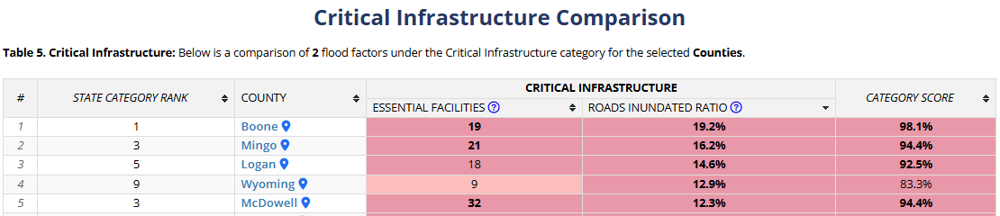 Critical Infrastructure Comparison
Table 5. Critical Infrastructure: Below is a comparison of 2 flood factors under the Critical Infrastructure category for the selected Counties.
# STATE CATEGORY RANK COUNTY CRITICAL INFRASTRUCTURE CATEGORY SCORE
ESSENTIAL FACILITIES ? ROADS INUNDATED RATIO ?
1 1 Boone 19 19.2% 98.1%
2 3 Mingo 21 16.2% 94.4%
3 5 Logan 18 14.6% 92.5%
4 9 Wyoming 9 12.9% 83.3%
5 3 McDowell 32 12.3% 94.4%